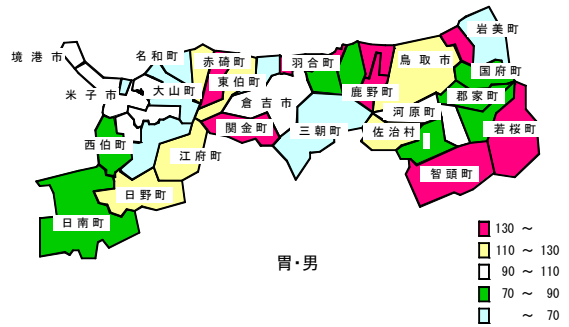 岩美町
境港市
名和町
赤碕町
羽合町
鳥取市
国府町
東伯町
米子市
大山町
鹿野町
郡家町
倉吉市
河原町
関金町
三朝町
佐治村
若桜町
西伯町
江府町
智頭町
日野町
日南町
胃・男
130 ～
110 ～ 130
90 ～ 110
70 ～ 90
～ 70